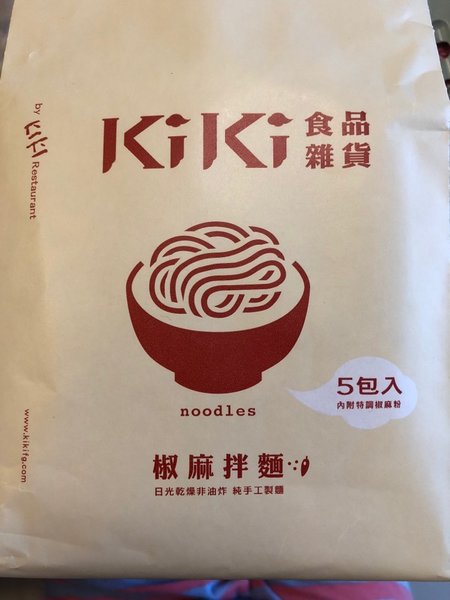 KiKi 食品
雜貨
by KiKi Restaurant
noodles
5包入
內附特調椒麻粉
www.kikifg.com
椒麻拌麵
日光乾燥非油炸 純手工製麵